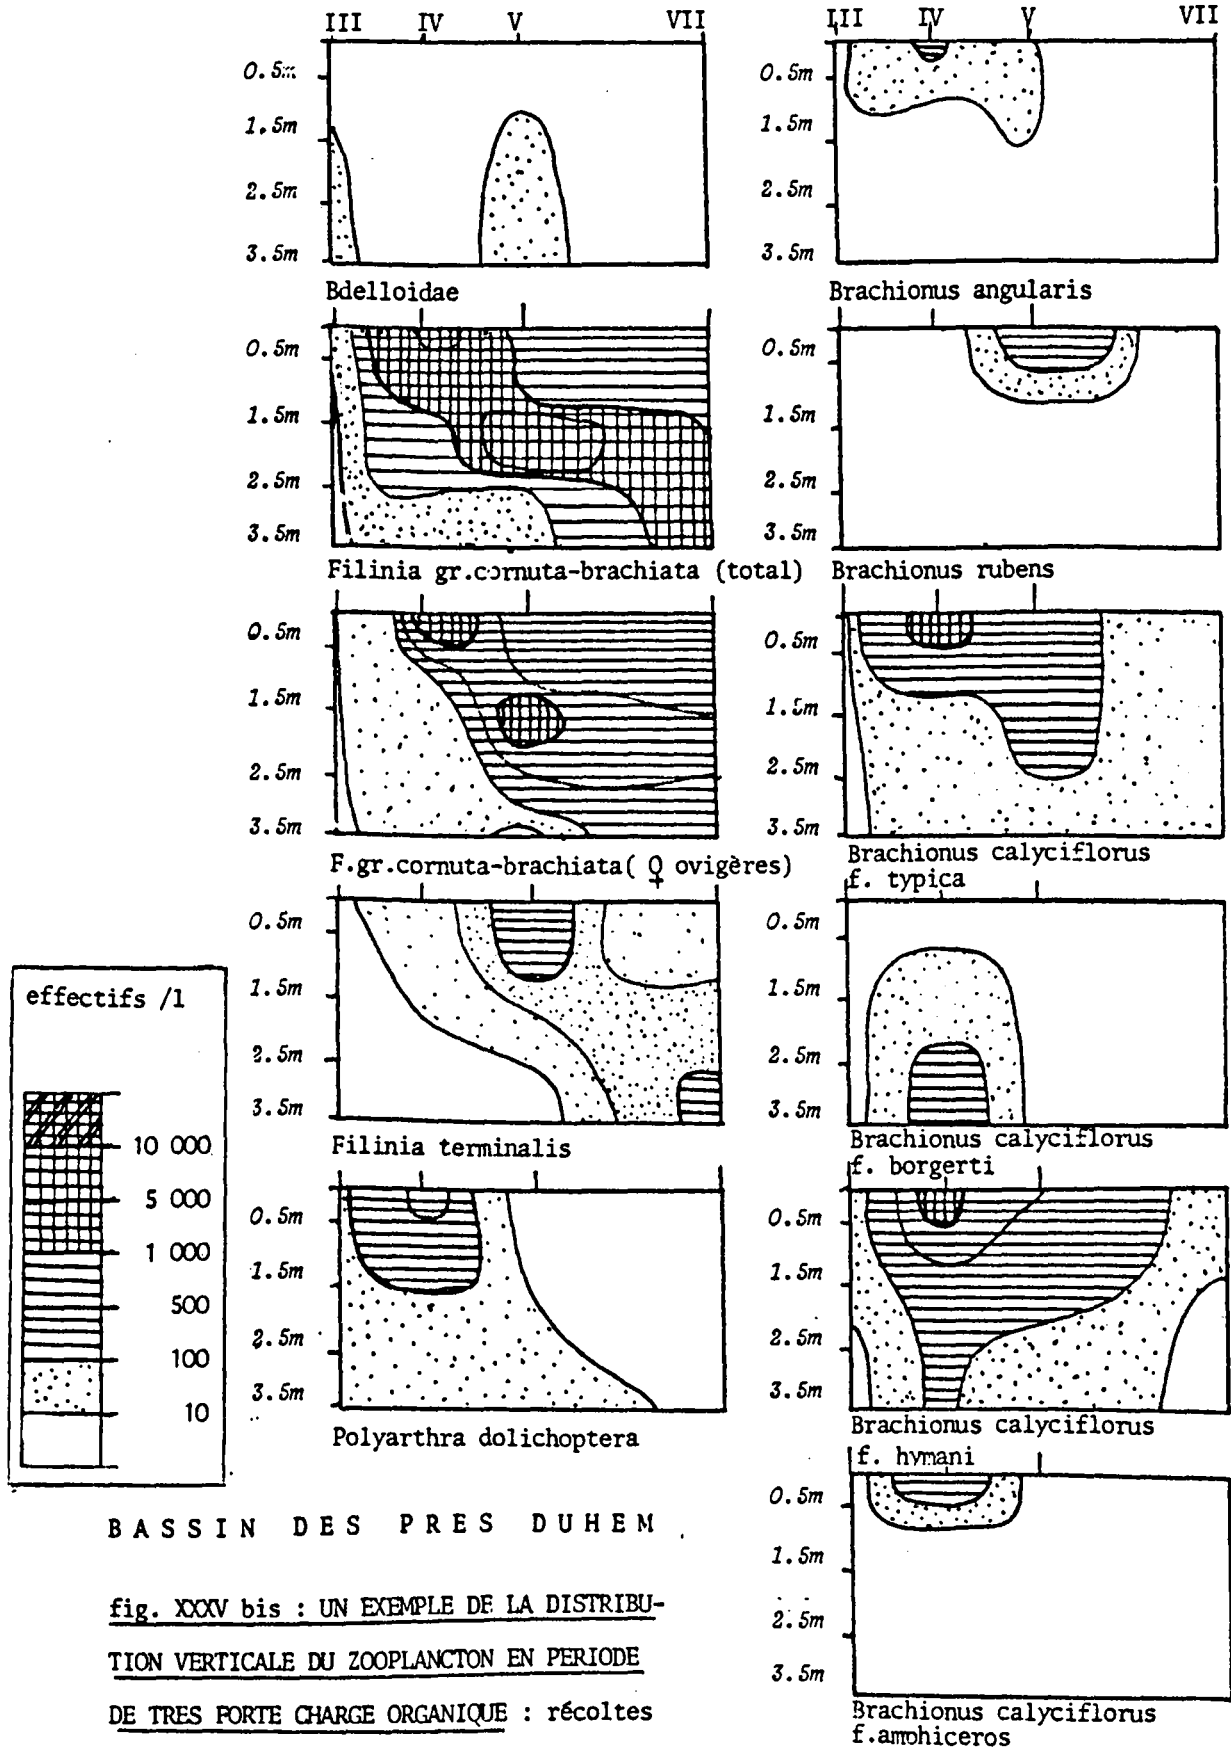 III IV V VII
0.5m
1.5m
2.5m
3.5m
Bdelloidae
0.5m
1.5m
2.5m
3.5m
Filinia gr.cornuta-brachiata (total)
0.5m
1.5m
2.5m
3.5m
F.gr.cornuta-brachiata( ♀ ovigères)
0.5m
1.5m
2.5m
3.5m
Filinia terminalis
0.5m
1.5m
2.5m
3.5m
Polyarthra dolichoptera
III IV V VII
0.5m
1.5m
2.5m
3.5m
Brachionus angularis
0.5m
1.5m
2.5m
3.5m
Brachionus rubens
0.5m
1.5m
2.5m
3.5m
Brachionus calyciflorus
f. typica
0.5m
1.5m
2.5m
3.5m
Brachionus calyciflorus
f. borgerti
0.5m
1.5m
2.5m
3.5m
Brachionus calyciflorus
f. hymani
0.5m
1.5m
2.5m
3.5m
Brachionus calyciflorus
f.amphiceros
effectifs /l
10 000
5 000
1 000
500
100
10
BASSIN DES PRES DUHEM
fig. XXXV bis : UN EXEMPLE DE LA DISTRIBU-
TION VERTICALE DU ZOOPLANCTON EN PERIODE
DE TRES FORTE CHARGE ORGANIQUE : récoltes